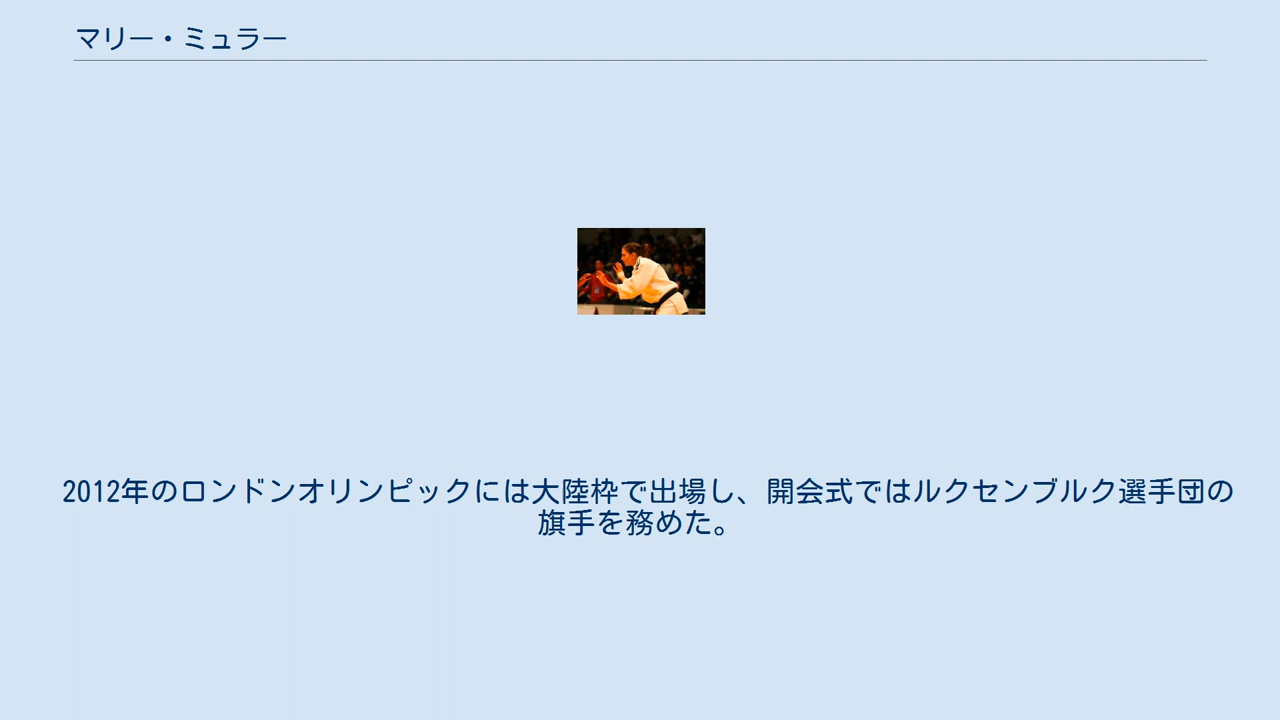 マリー・ミュラー
2012年のロンドンオリンピックには大陸枠で出場し、開会式ではルクセンブルク選手団の
旗手を務めた。